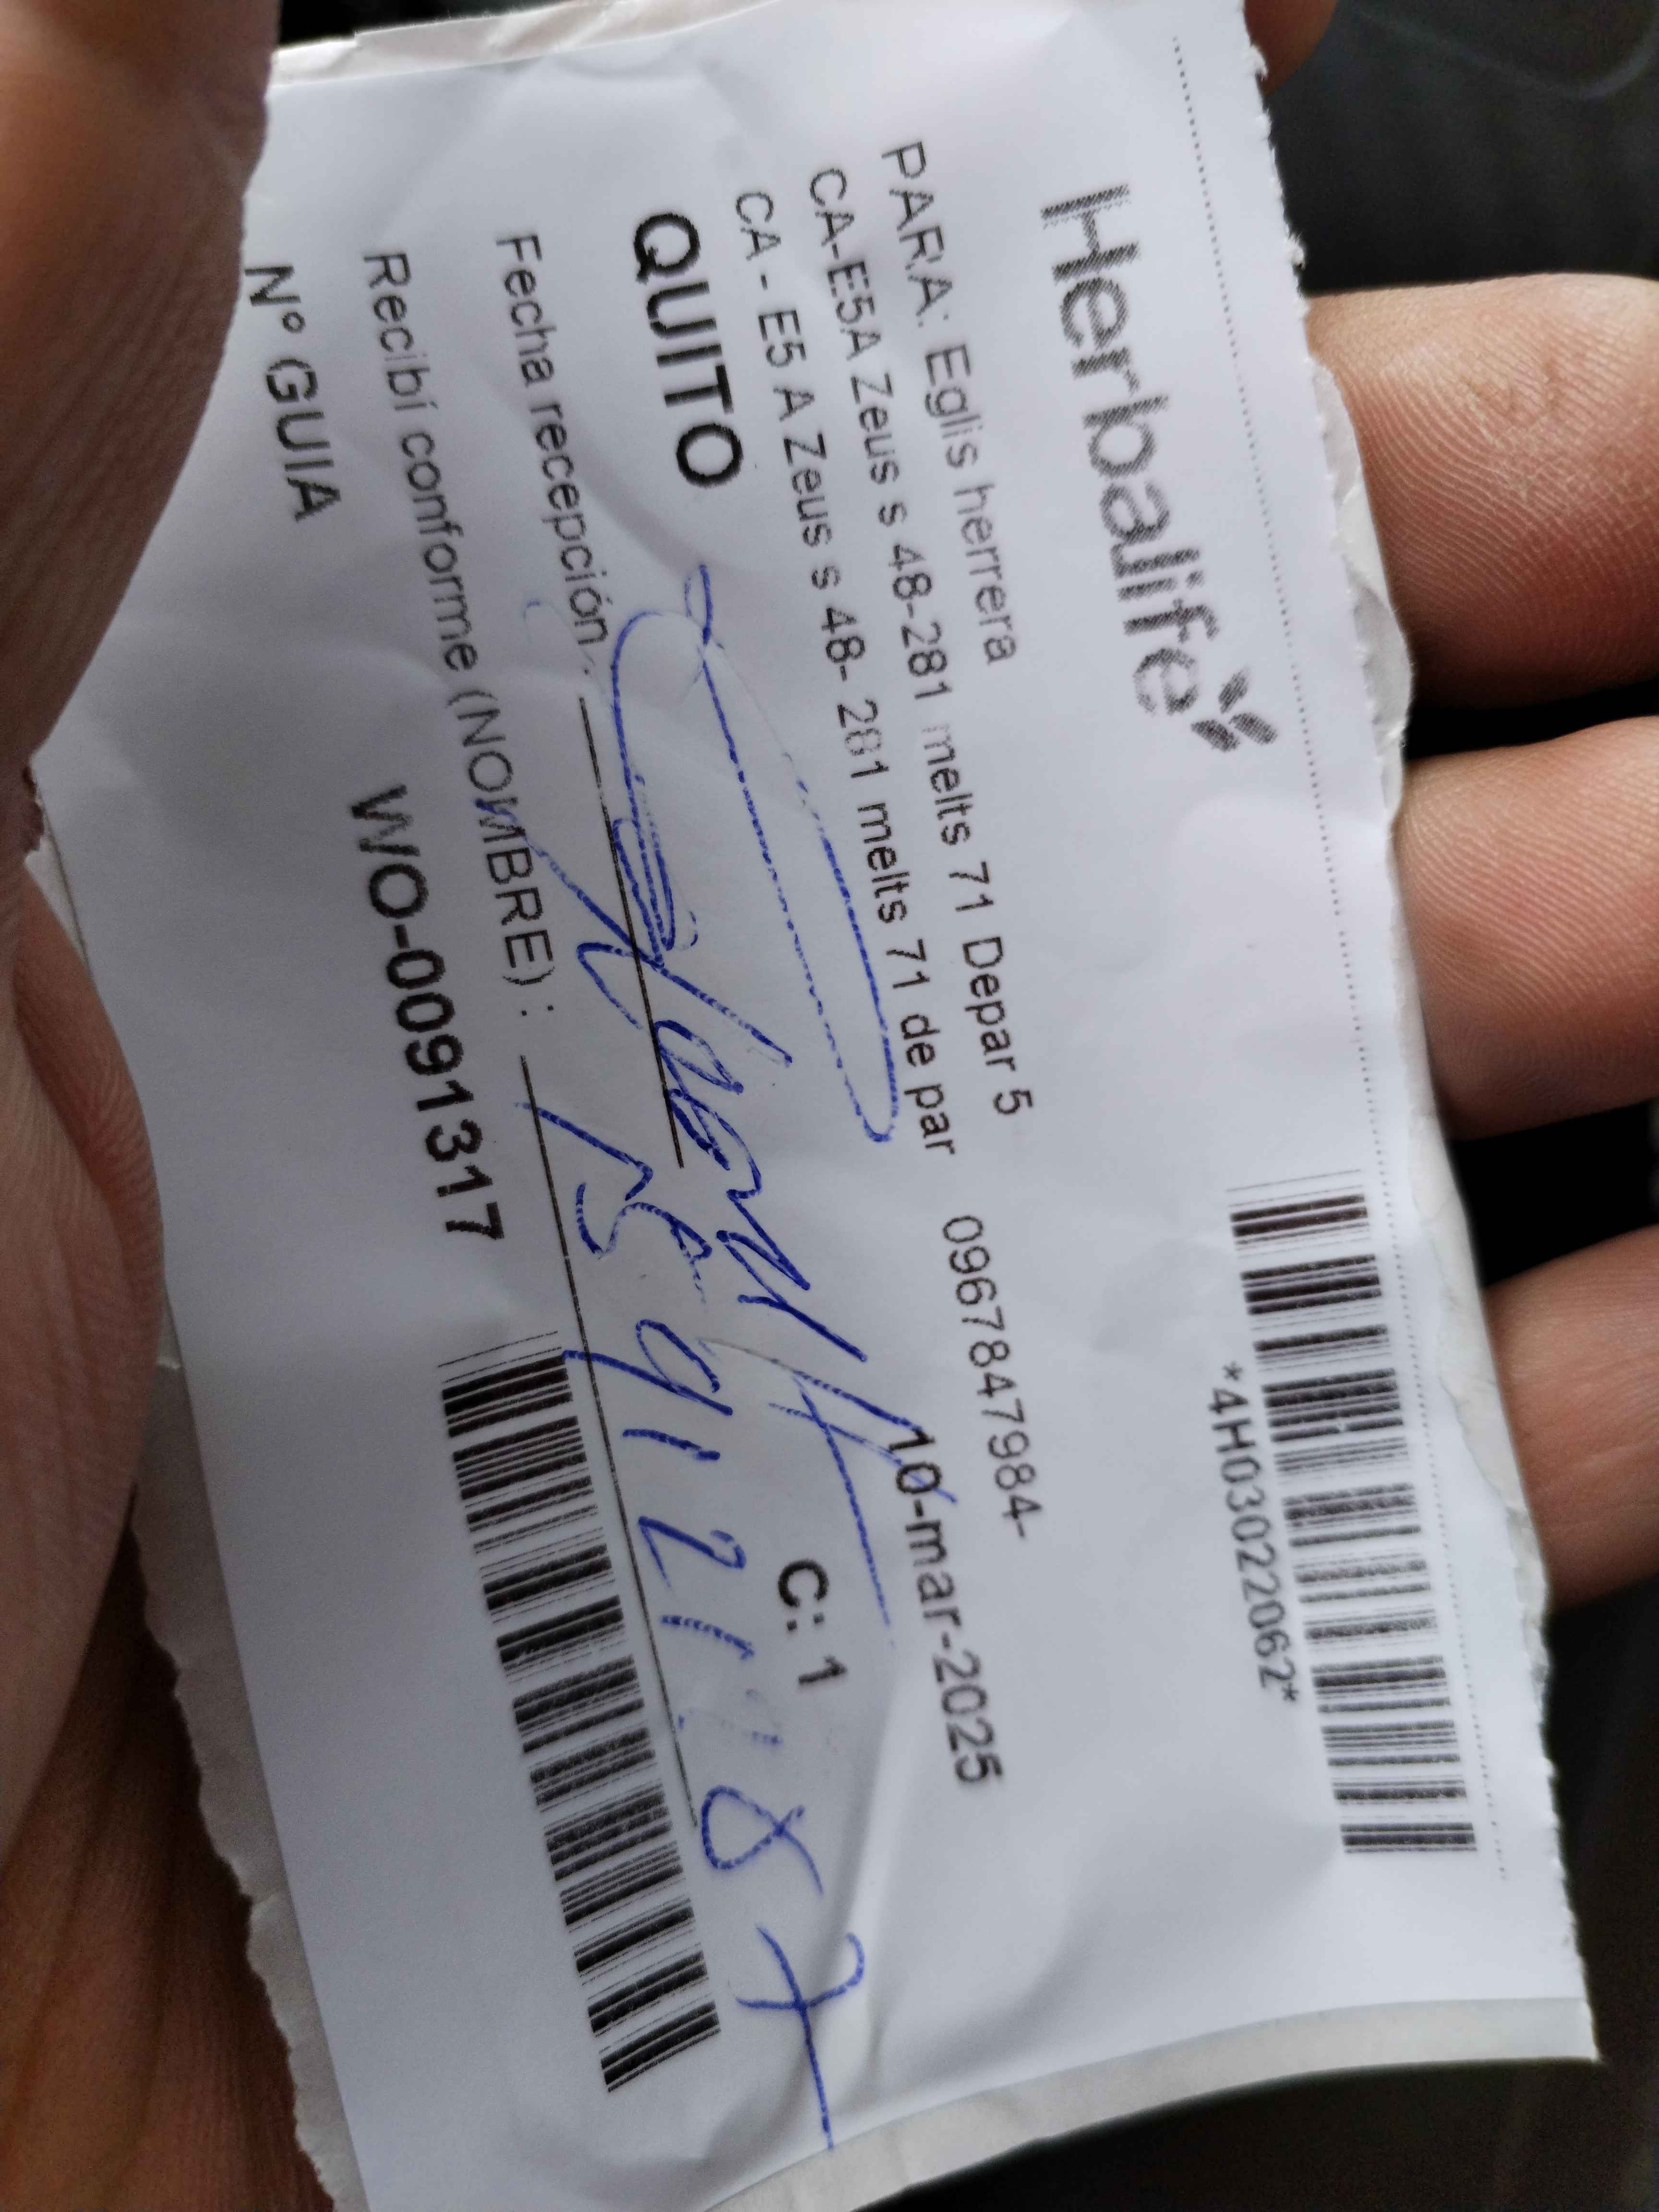 Herbalife
*4H03022062*
PARA: Eglis herrera
CA-E5A Zeus s 48-281 melts 71 Depar 5
0967847984-
CA - E5 A Zeus s 48- 281 melts 71 de par
10-mar-2025
QUITO
C: 1
Fecha recepción :
Recibí conforme (NOMBRE) :
Nº GUIA
WO-0091317